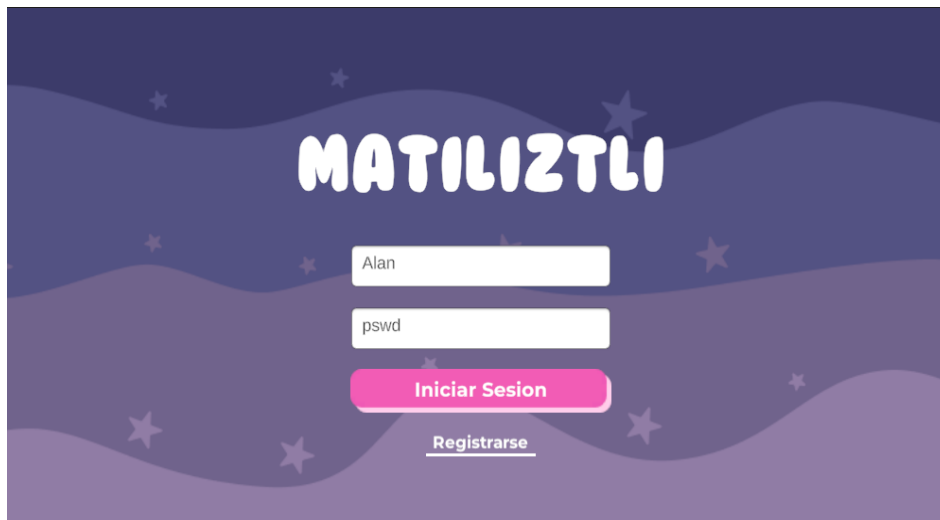 MATILIZTLI
Alan
pswd
Iniciar Sesion
Registrarse